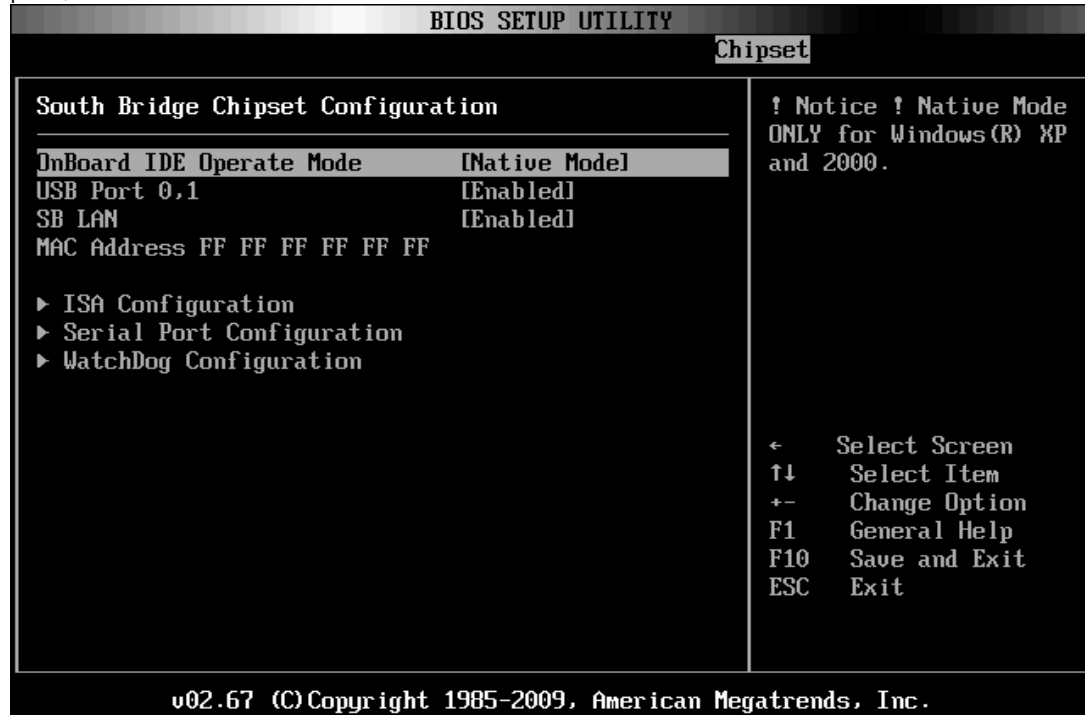 BIOS SETUP UTILITY
Chipset
South Bridge Chipset Configuration
OnBoard IDE Operate Mode [Native Mode]
USB Port 0,1 [Enabled]
SB LAN [Enabled]
MAC Address FF FF FF FF FF FF
▶ ISA Configuration
▶ Serial Port Configuration
▶ WatchDog Configuration
! Notice ! Native Mode
ONLY for Windows(R) XP
and 2000.
← Select Screen
↑↓ Select Item
+- Change Option
F1 General Help
F10 Save and Exit
ESC Exit
v02.67 (C)Copyright 1985-2009, American Megatrends, Inc.